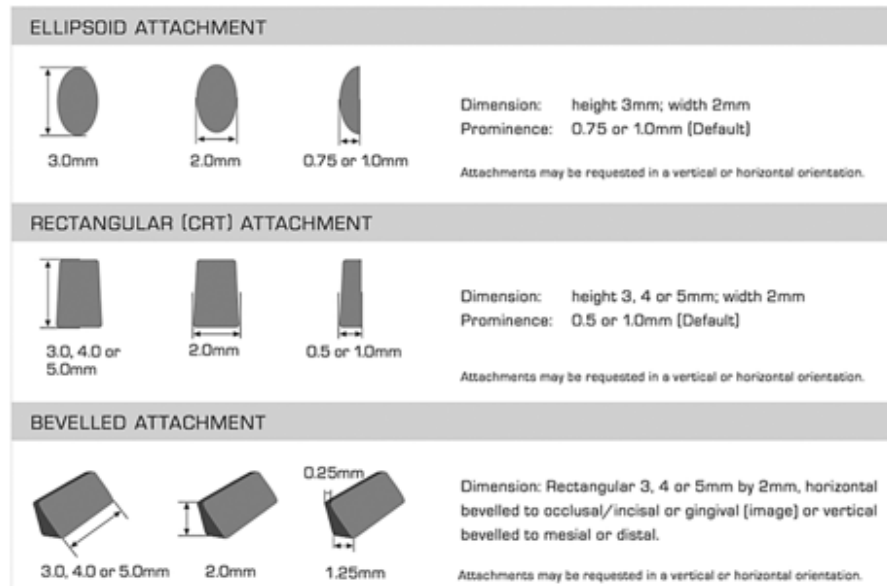 ELLIPSOID ATTACHMENT
3.0mm
2.0mm
0.75 or 1.0mm
Dimension: height 3mm; width 2mm
Prominence: 0.75 or 1.0mm (Default)
Attachments may be requested in a vertical or horizontal orientation.
RECTANGULAR (CRT) ATTACHMENT
3.0, 4.0 or
5.0mm
2.0mm
0.5 or 1.0mm
Dimension: height 3, 4 or 5mm; width 2mm
Prominence: 0.5 or 1.0mm (Default)
Attachments may be requested in a vertical or horizontal orientation.
BEVELLED ATTACHMENT
0.25mm
3.0, 4.0 or 5.0mm
2.0mm
1.25mm
Dimension: Rectangular 3, 4 or 5mm by 2mm, horizontal
bevelled to occlusal/incisal or gingival (image) or vertical
bevelled to mesial or distal.
Attachments may be requested in a vertical or horizontal orientation.